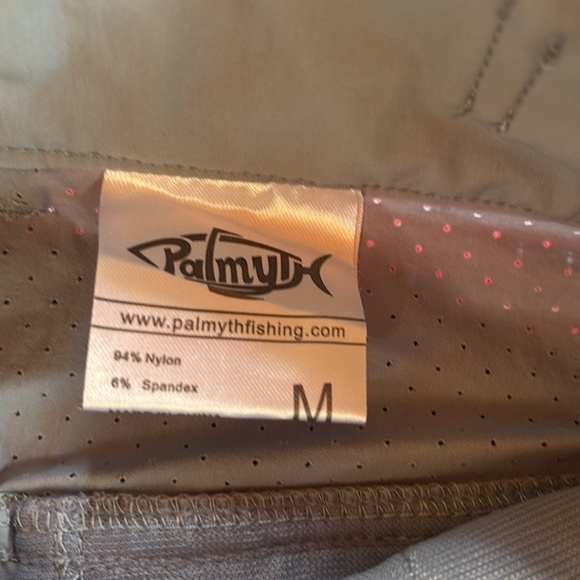 Palmyth
www.palmythfishing.com
94% Nylon
6% Spandex
M